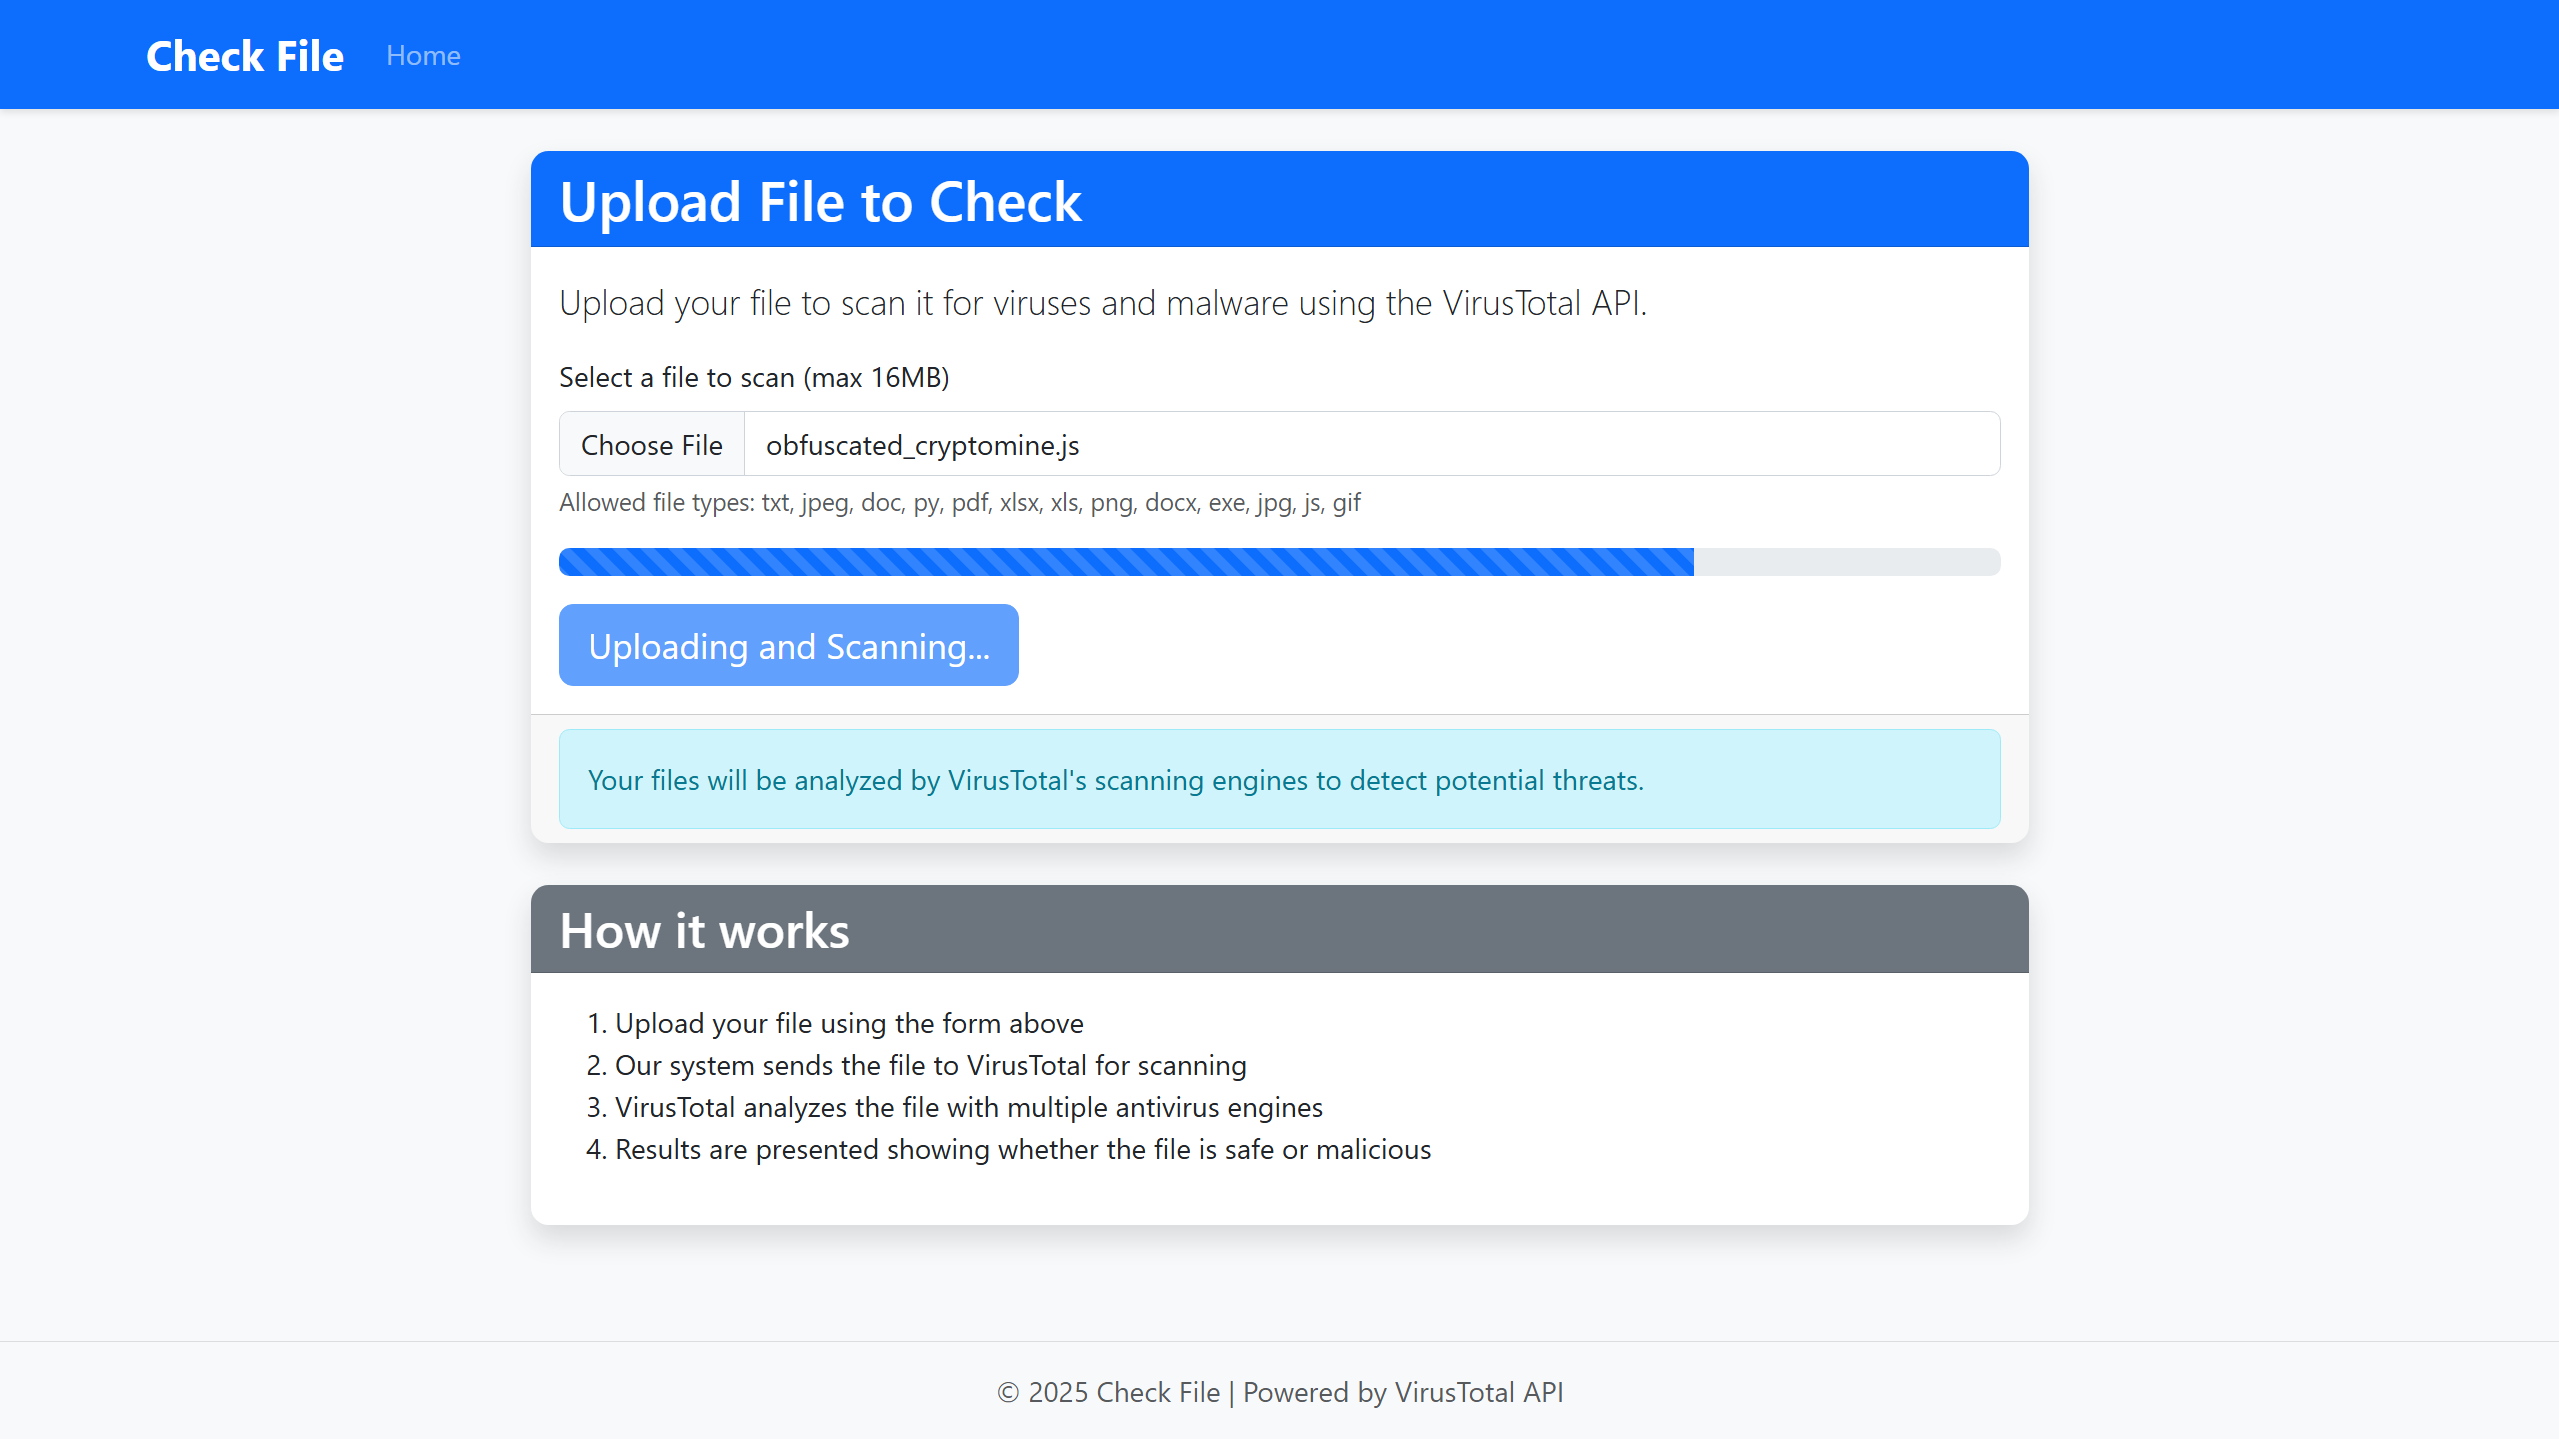 Check File Home
Upload File to Check
Upload your file to scan it for viruses and malware using the VirusTotal API.
Select a file to scan (max 16MB)
Choose File obfuscated_cryptomine.js
Allowed file types: txt, jpeg, doc, py, pdf, xlsx, xls, png, docx, exe, jpg, js, gif
Uploading and Scanning...
Your files will be analyzed by VirusTotal's scanning engines to detect potential threats.
How it works
1. Upload your file using the form above
2. Our system sends the file to VirusTotal for scanning
3. VirusTotal analyzes the file with multiple antivirus engines
4. Results are presented showing whether the file is safe or malicious
© 2025 Check File | Powered by VirusTotal API